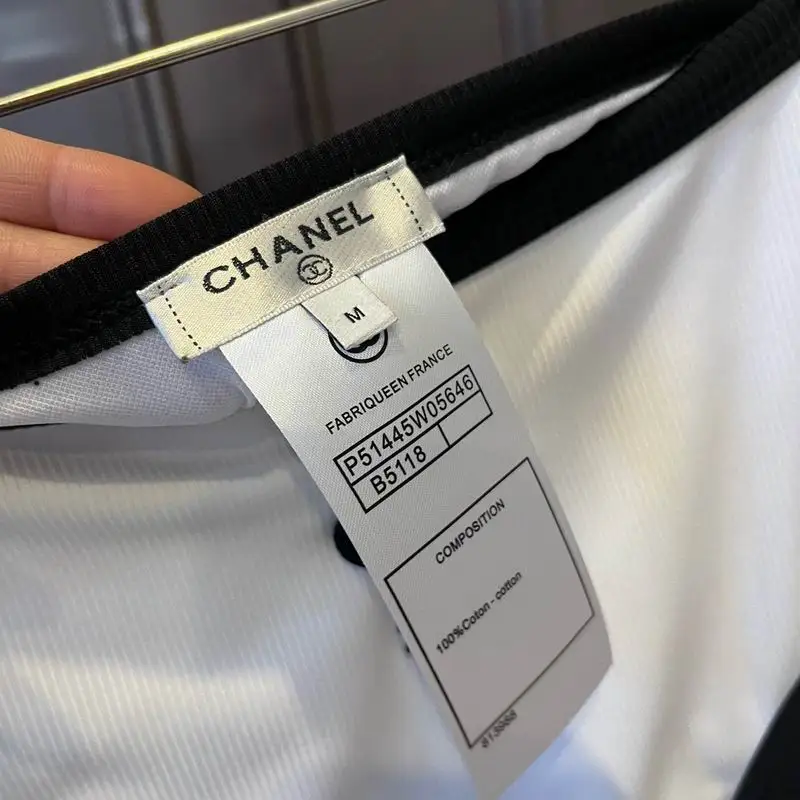 CHANEL
M
FABRIQUEEN FRANCE
P51445W05646
B5118
COMPOSITION
100%Coton - cotton